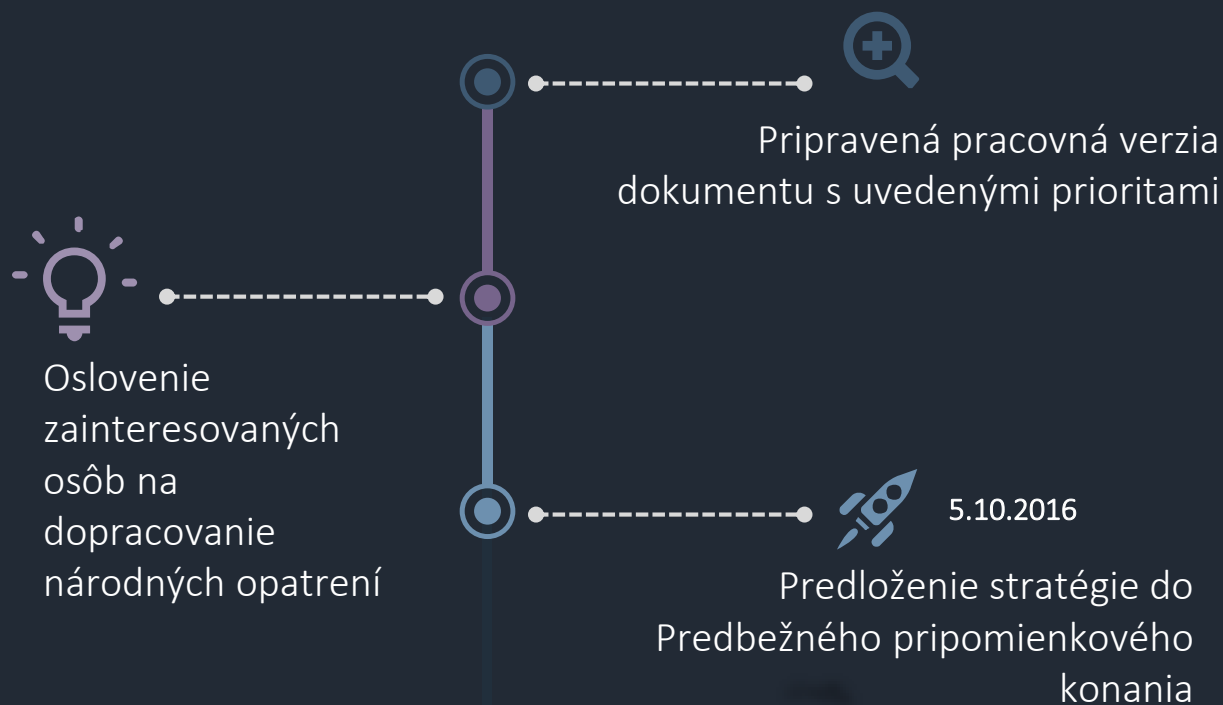 Pripravená pracovná verzia
dokumentu s uvedenými prioritami
Oslovenie
zainteresovaných
osôb na
dopracovanie
národných opatrení
5.10.2016
Predloženie stratégie do
Predbežného pripomienkového
konania